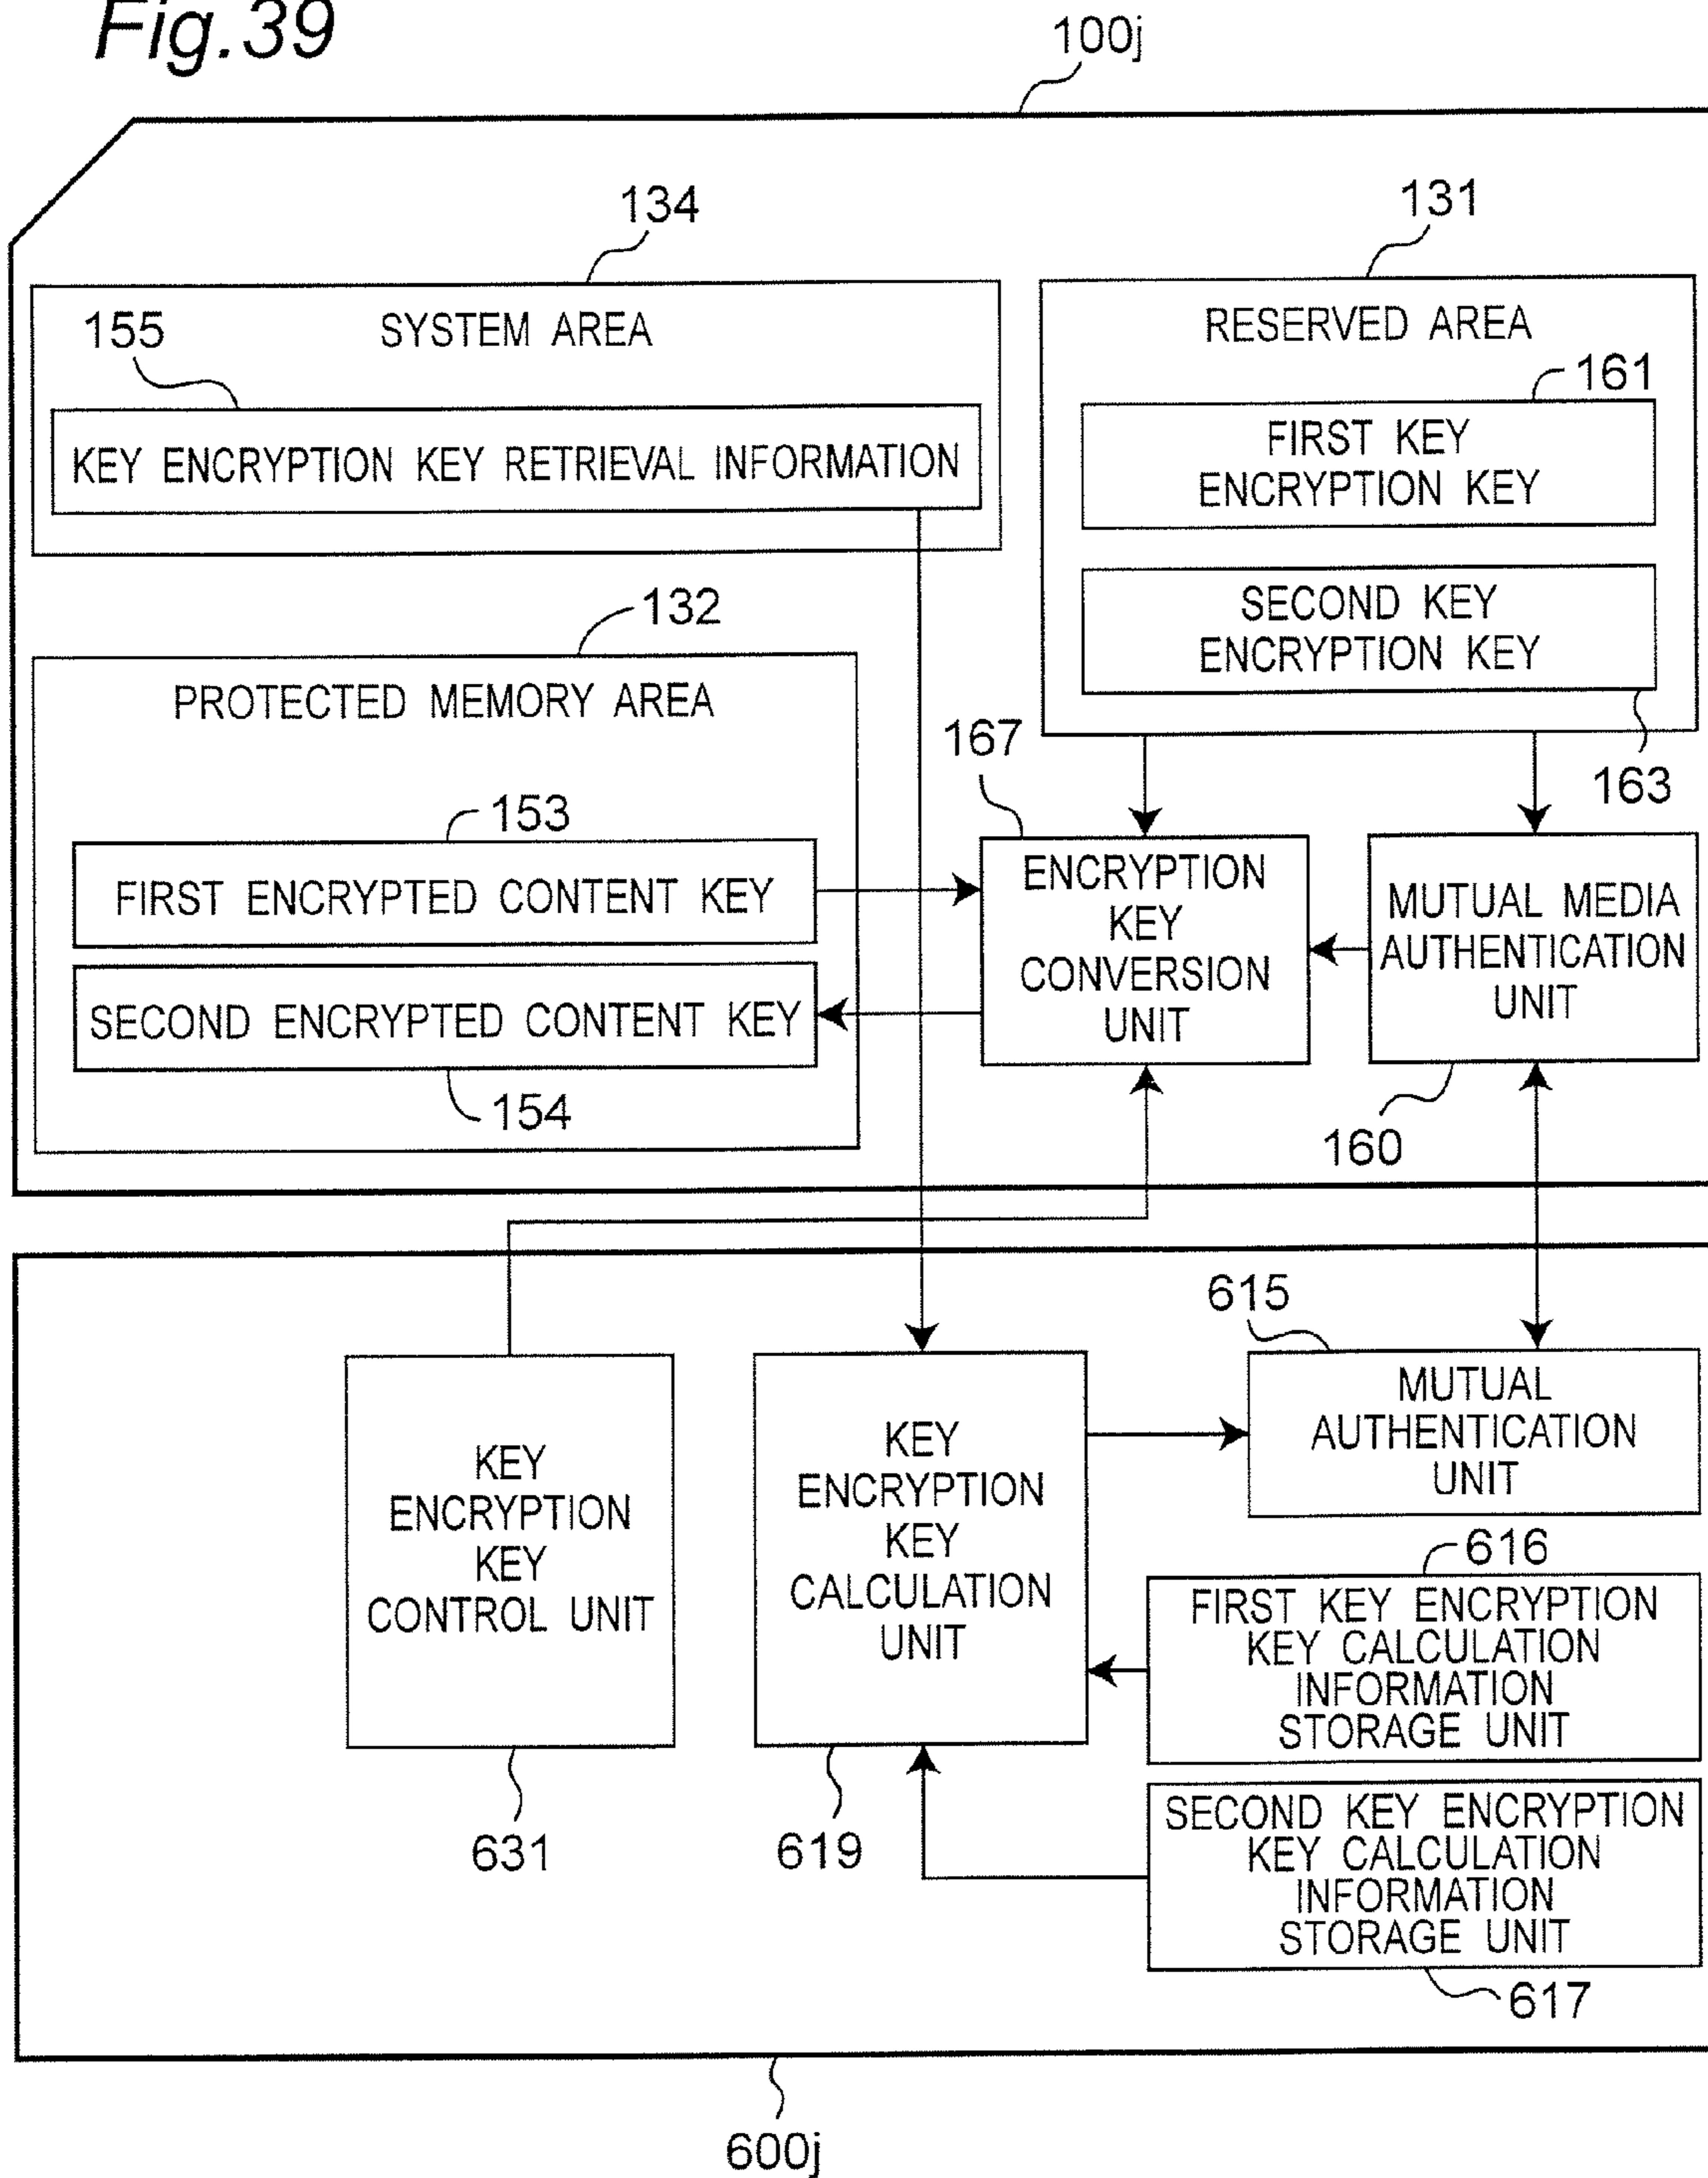 Fig.39
100j
134
131
155
SYSTEM AREA
RESERVED AREA
161
KEY ENCRYPTION KEY RETRIEVAL INFORMATION
FIRST KEY
ENCRYPTION KEY
132
SECOND KEY
ENCRYPTION KEY
PROTECTED MEMORY AREA
167
163
153
FIRST ENCRYPTED CONTENT KEY
ENCRYPTION
KEY
CONVERSION
UNIT
MUTUAL MEDIA
AUTHENTICATION
UNIT
SECOND ENCRYPTED CONTENT KEY
154
160
615
MUTUAL
AUTHENTICATION
UNIT
KEY
ENCRYPTION
KEY
CONTROL UNIT
KEY
ENCRYPTION
KEY
CALCULATION
UNIT
616
FIRST KEY ENCRYPTION
KEY CALCULATION
INFORMATION
STORAGE UNIT
631
619
SECOND KEY ENCRYPTION
KEY CALCULATION
INFORMATION
STORAGE UNIT
617
600j